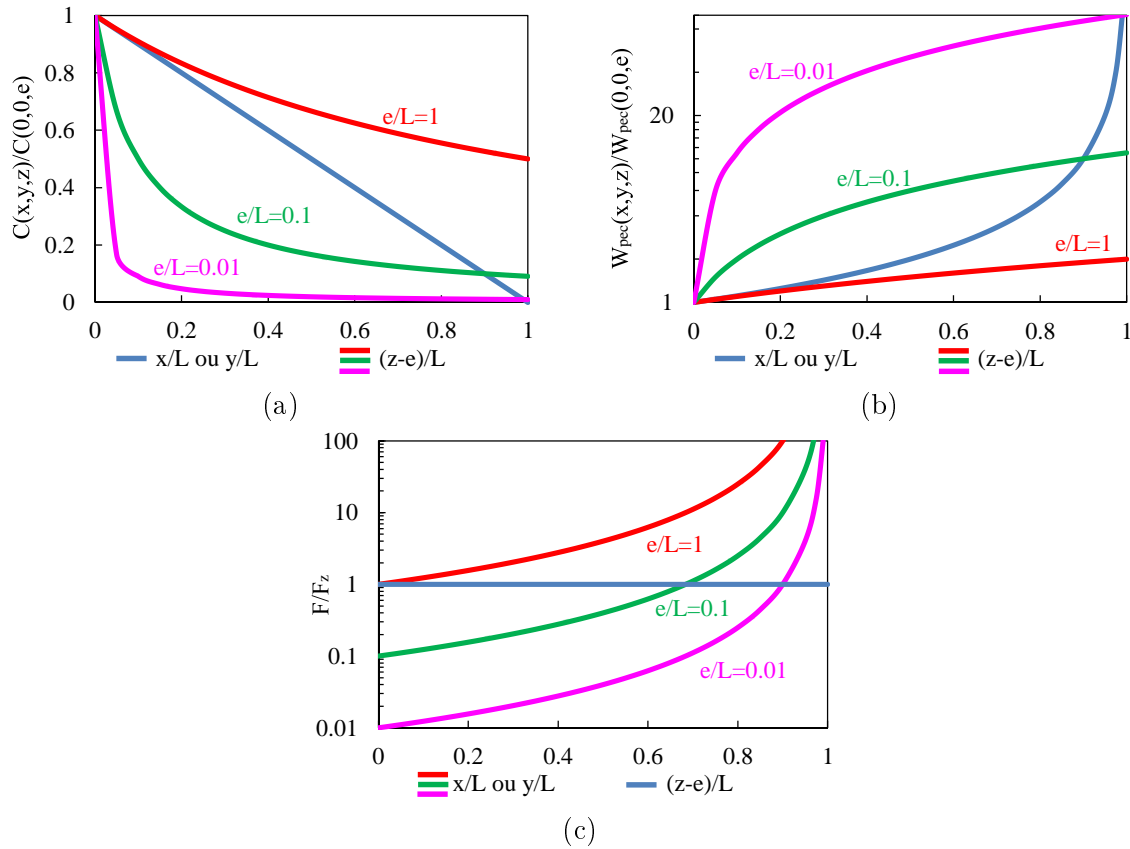 C(x,y,z)/C(0,0,e)
1
0.8
0.6
0.4
0.2
0
e/L=1
e/L=0.1
e/L=0.01
0 0.2 0.4 0.6 0.8 1
x/L ou y/L (z-e)/L
(a)
Wpec(x,y,z)/Wpec(0,0,e)
20
1
e/L=0.01
e/L=0.1
e/L=1
0 0.2 0.4 0.6 0.8 1
x/L ou y/L (z-e)/L
(b)
F/Fz
100
10
1
0.1
0.01
e/L=1
e/L=0.1
e/L=0.01
0 0.2 0.4 0.6 0.8 1
x/L ou y/L (z-e)/L
(c)